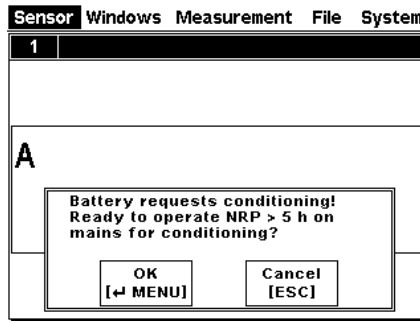 Sensor Windows Measurement File System
1
A
Battery requests conditioning!
Ready to operate NRP > 5 h on
mains for conditioning?
OK Cancel
[↵ MENU] [ESC]